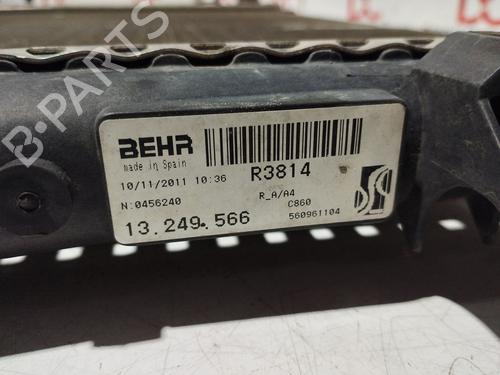 BEHR
made in Spain
10/11/2011 10:36
R3814
N:0456240
R_A/A4
C860
13.249.566
560961104
B-PARTS